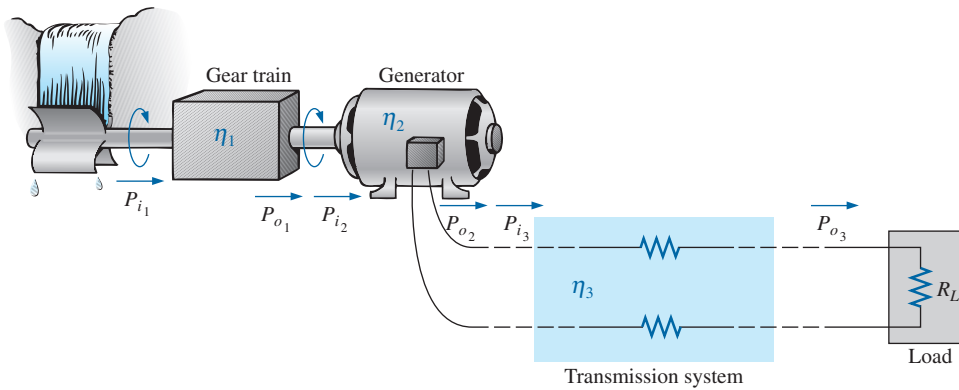 Gear train
Generator
η1
η2
Pi1
Po1
Pi2
Po2
Pi3
Po3
η3
RL
Load
Transmission system